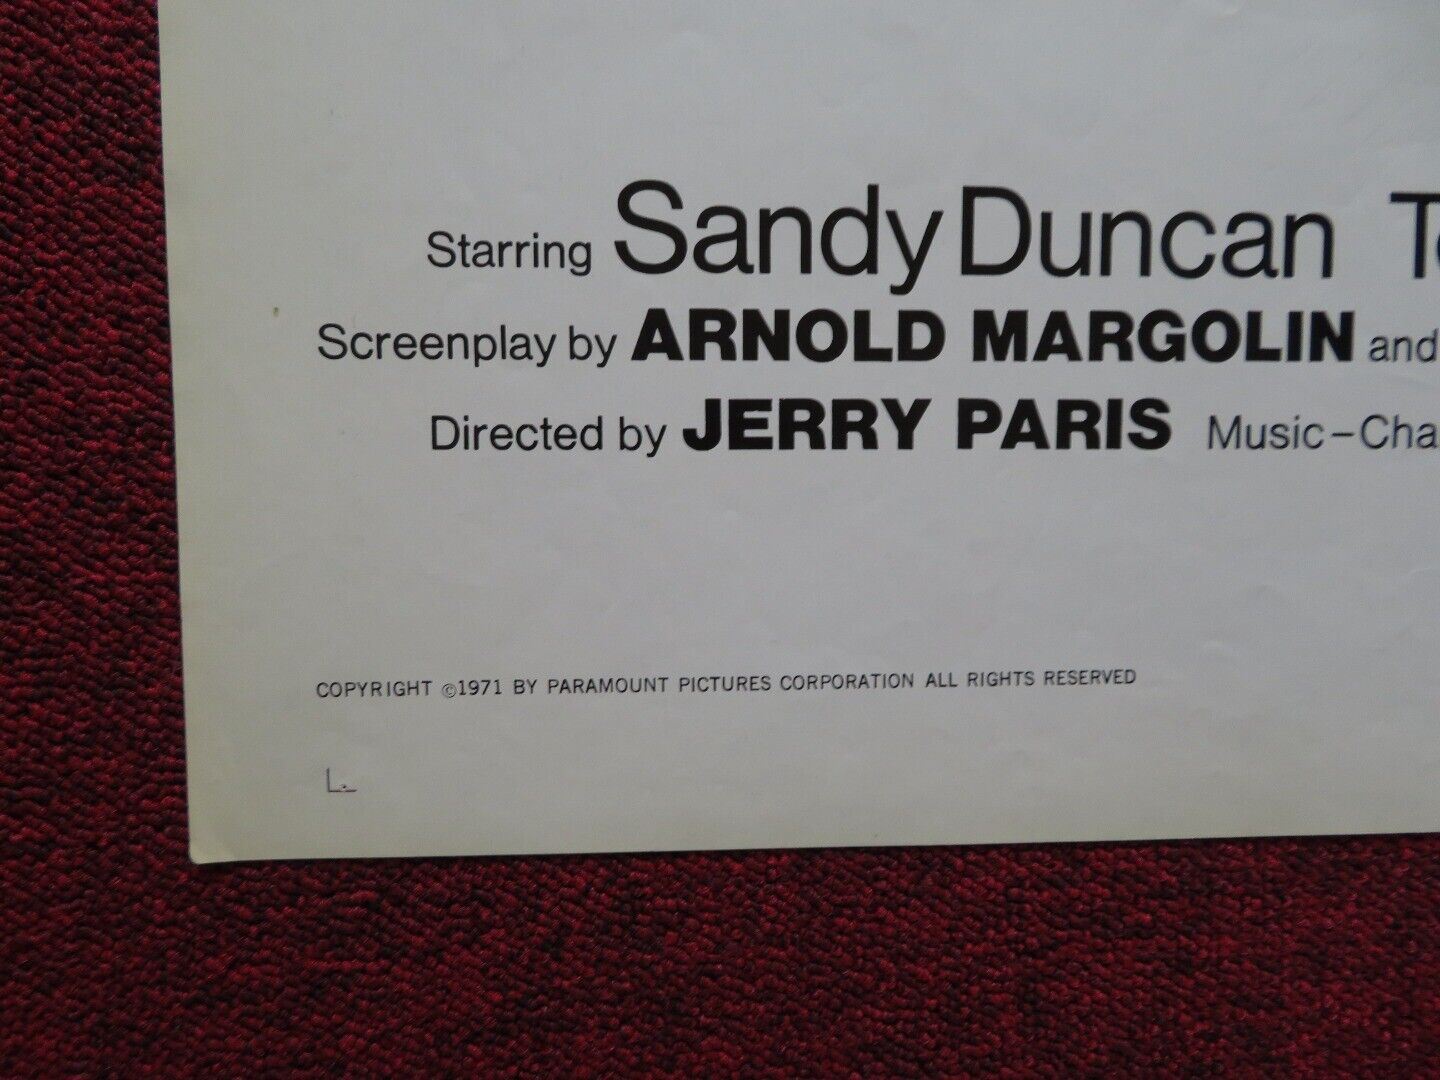 Starring Sandy Duncan To
Screenplay by ARNOLD MARGOLIN and
Directed by JERRY PARIS Music-Cha
COPYRIGHT ©1971 BY PARAMOUNT PICTURES CORPORATION ALL RIGHTS RESERVED